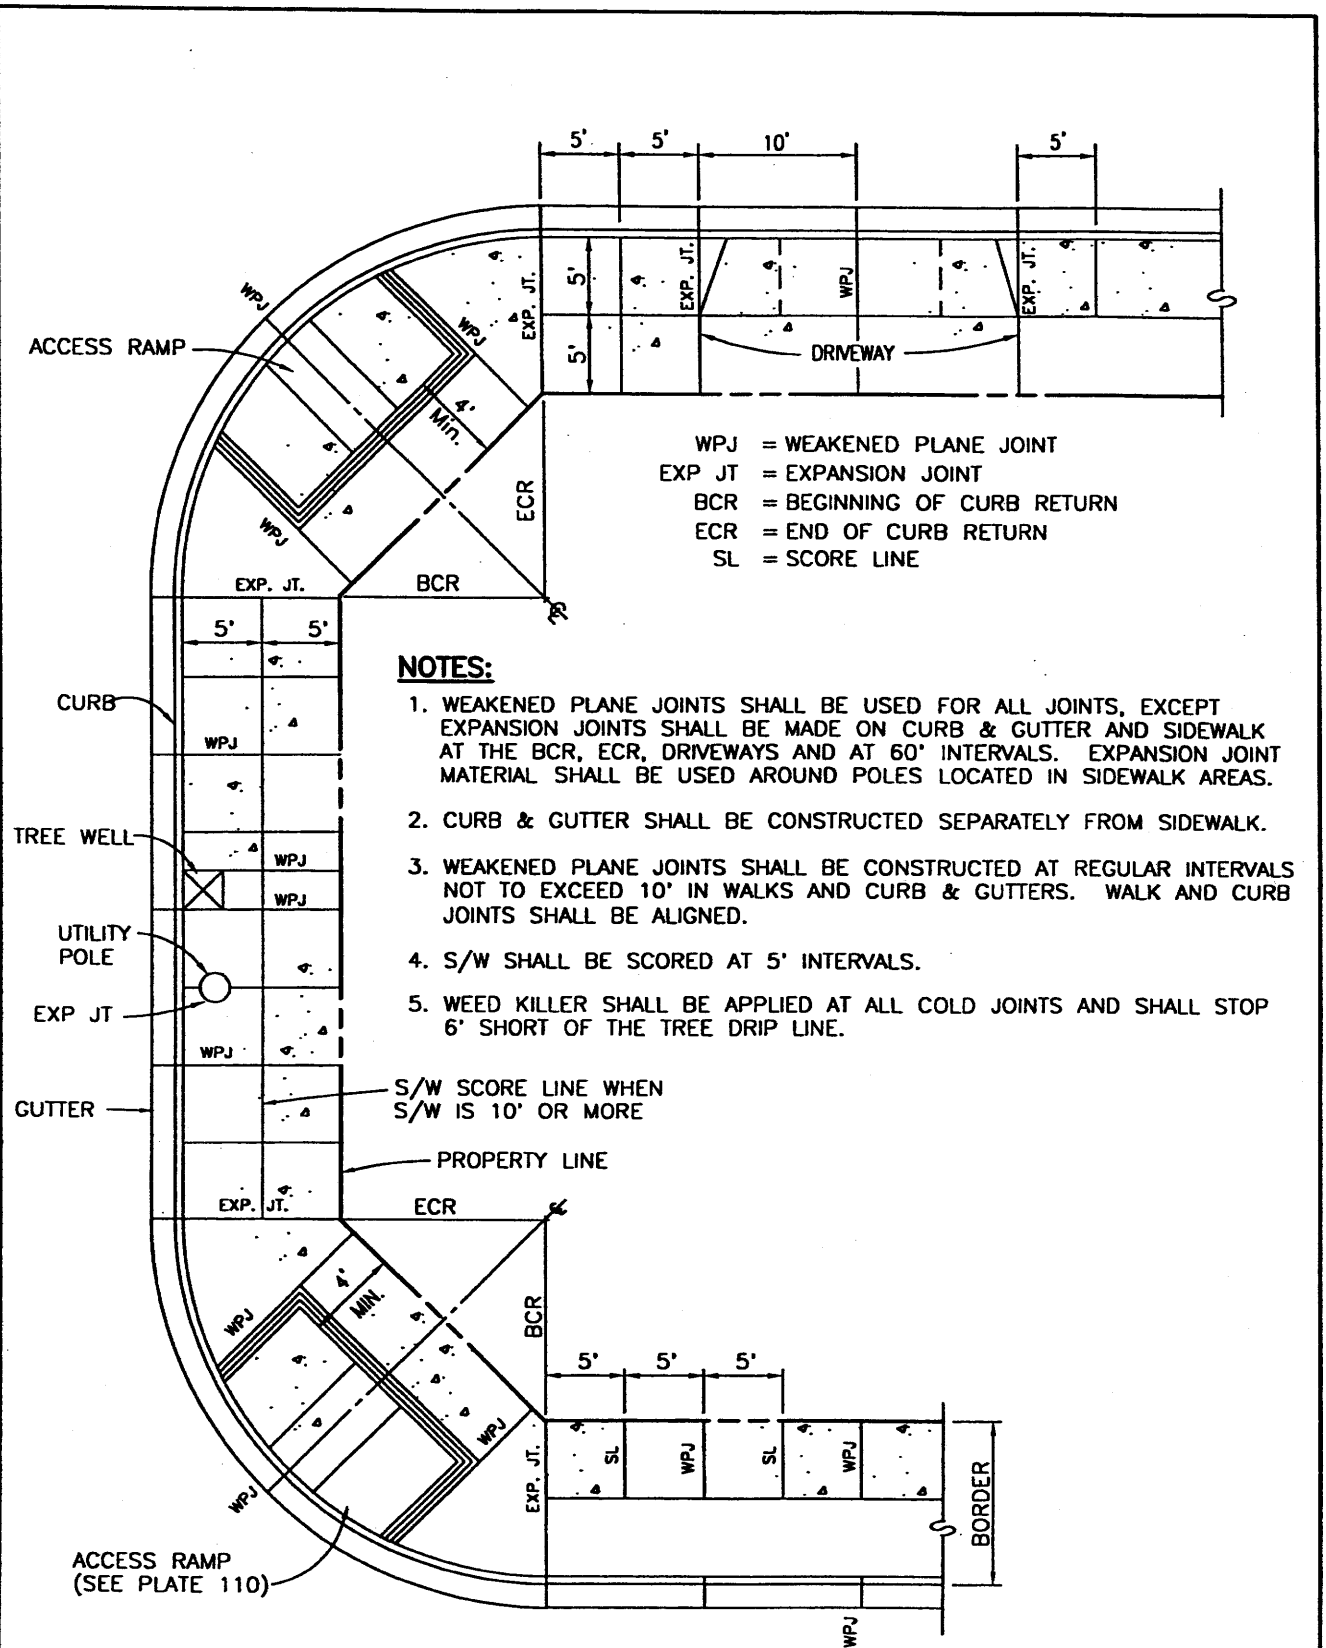 5' 5' 10' 5'
WPJ
ACCESS RAMP
WPJ
EXP. JT.
5'
5'
EXP. JT.
WPJ
EXP. JT.
DRIVEWAY
4'
Min.
WPJ
ECR
WPJ = WEAKENED PLANE JOINT
EXP JT = EXPANSION JOINT
BCR = BEGINNING OF CURB RETURN
ECR = END OF CURB RETURN
SL = SCORE LINE
EXP. JT.
BCR
5' 5'
CURB
WPJ
TREE WELL
WPJ
WPJ
UTILITY
POLE
EXP JT
WPJ
GUTTER
NOTES:
1. WEAKENED PLANE JOINTS SHALL BE USED FOR ALL JOINTS, EXCEPT
EXPANSION JOINTS SHALL BE MADE ON CURB & GUTTER AND SIDEWALK
AT THE BCR, ECR, DRIVEWAYS AND AT 60' INTERVALS. EXPANSION JOINT
MATERIAL SHALL BE USED AROUND POLES LOCATED IN SIDEWALK AREAS.
2. CURB & GUTTER SHALL BE CONSTRUCTED SEPARATELY FROM SIDEWALK.
3. WEAKENED PLANE JOINTS SHALL BE CONSTRUCTED AT REGULAR INTERVALS
NOT TO EXCEED 10' IN WALKS AND CURB & GUTTERS. WALK AND CURB
JOINTS SHALL BE ALIGNED.
4. S/W SHALL BE SCORED AT 5' INTERVALS.
5. WEED KILLER SHALL BE APPLIED AT ALL COLD JOINTS AND SHALL STOP
6' SHORT OF THE TREE DRIP LINE.
S/W SCORE LINE WHEN
S/W IS 10' OR MORE
PROPERTY LINE
EXP. JT.
ECR
4'
MIN.
WPJ
BCR
5' 5' 5'
WPJ
EXP. JT.
SL
WPJ
SL
WPJ
BORDER
WPJ
ACCESS RAMP
(SEE PLATE 110)
WPJ